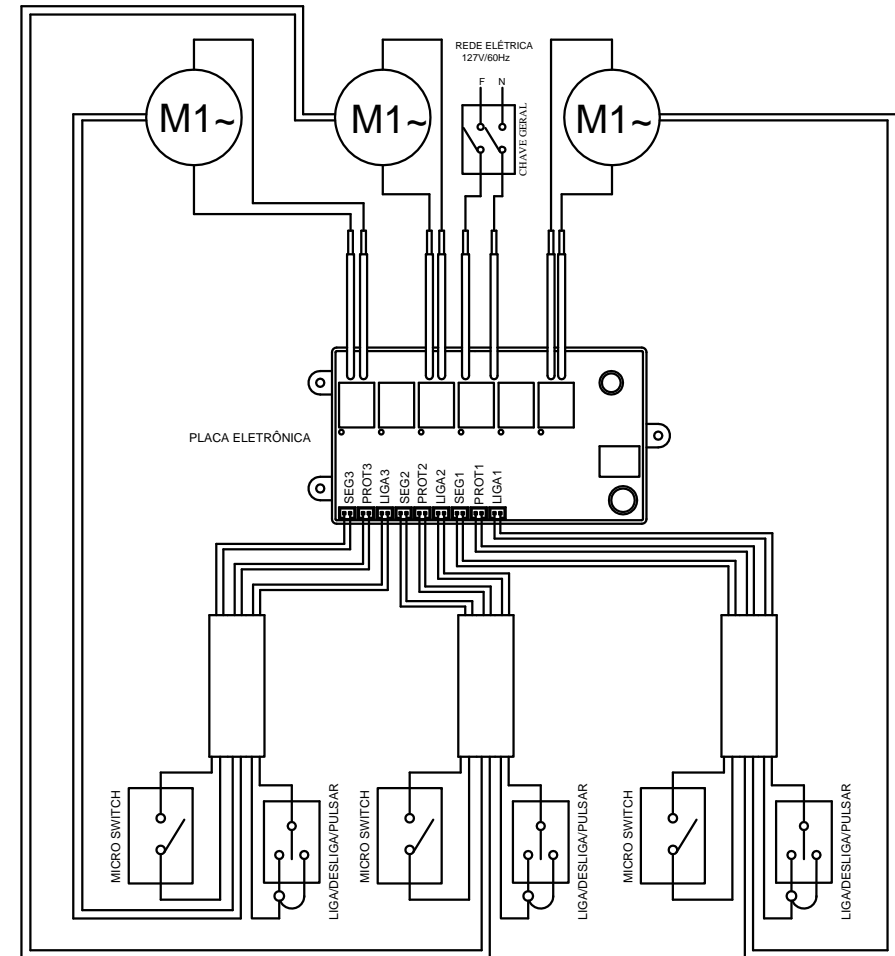 REDE ELÉTRICA
127V/60Hz
F N
M1~
M1~
M1~
CHAVE GERAL
PLACA ELETRÔNICA
SEG3
PROT3
LIGA3
SEG2
PROT2
LIGA2
SEG1
PROT1
LIGA1
MICRO SWITCH
LIGA/DESLIGA/PULSAR
MICRO SWITCH
LIGA/DESLIGA/PULSAR
MICRO SWITCH
LIGA/DESLIGA/PULSAR